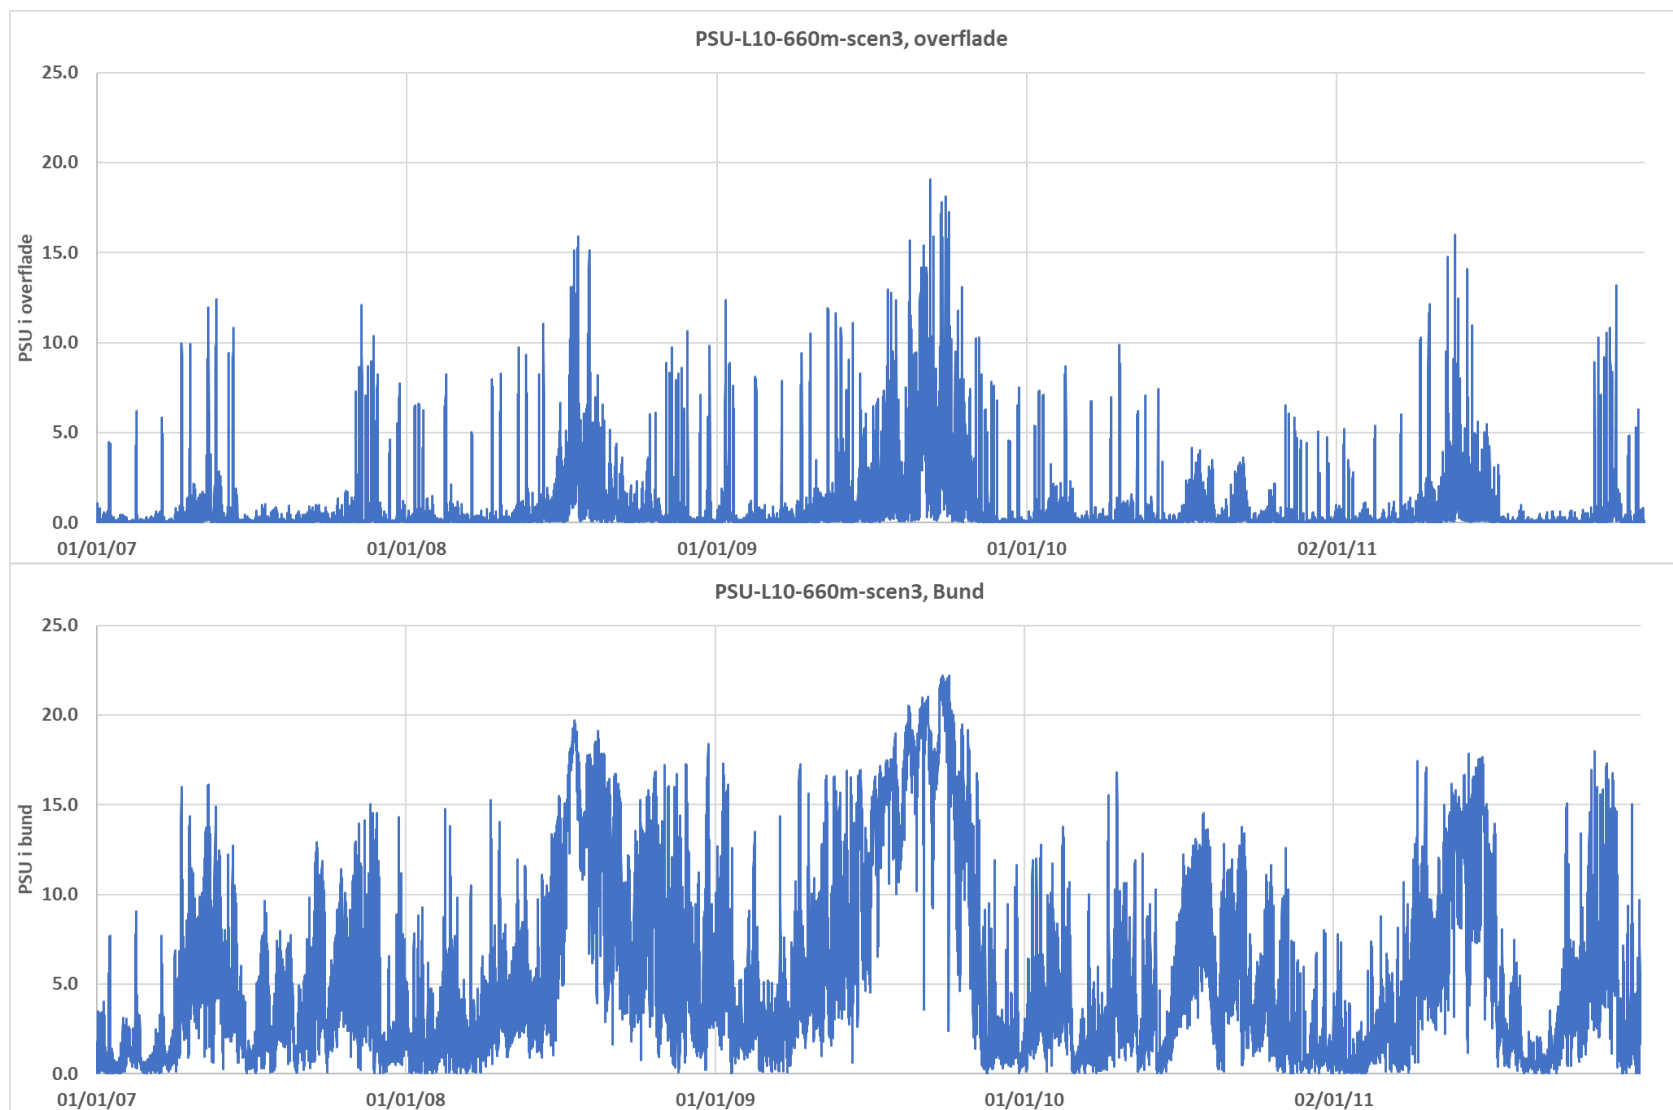 PSU-L10-660m-scen3, overflade
25.0
20.0
15.0
10.0
5.0
0.0
PSU i overflade
01/01/07 01/01/08 01/01/09 01/01/10 02/01/11
PSU-L10-660m-scen3, Bund
25.0
20.0
15.0
10.0
5.0
0.0
PSU i bund
01/01/07 01/01/08 01/01/09 01/01/10 02/01/11